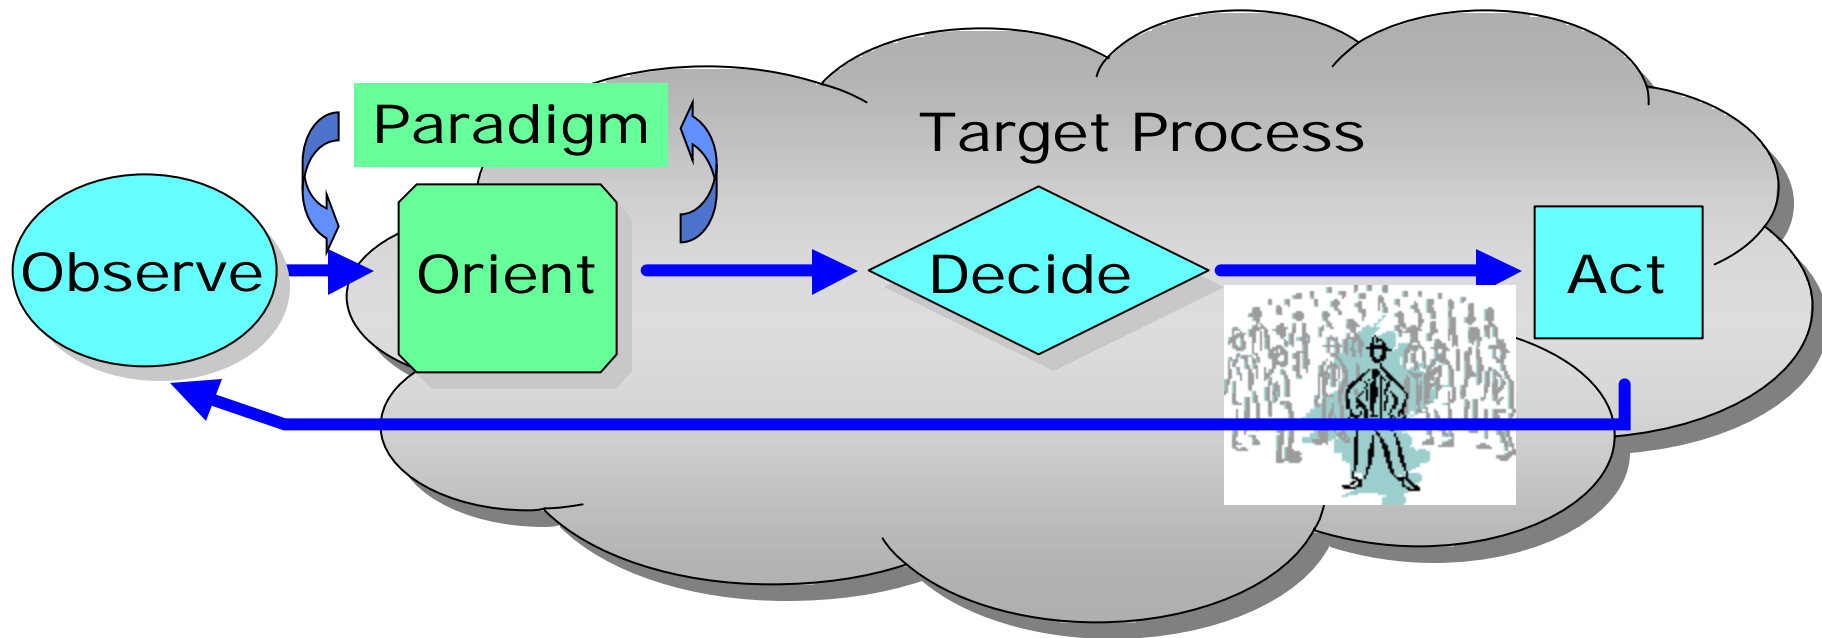 Paradigm
Target Process
Observe
Orient
Decide
Act